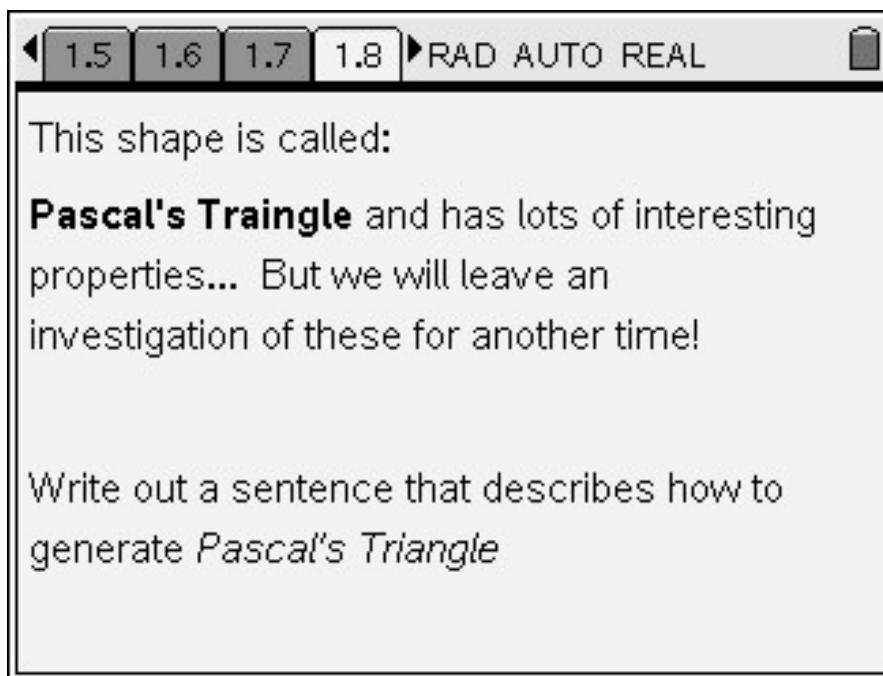 1.5 1.6 1.7 1.8 RAD AUTO REAL
This shape is called:
Pascal's Traingle and has lots of interesting
properties... But we will leave an
investigation of these for another time!
Write out a sentence that describes how to
generate Pascal's Triangle